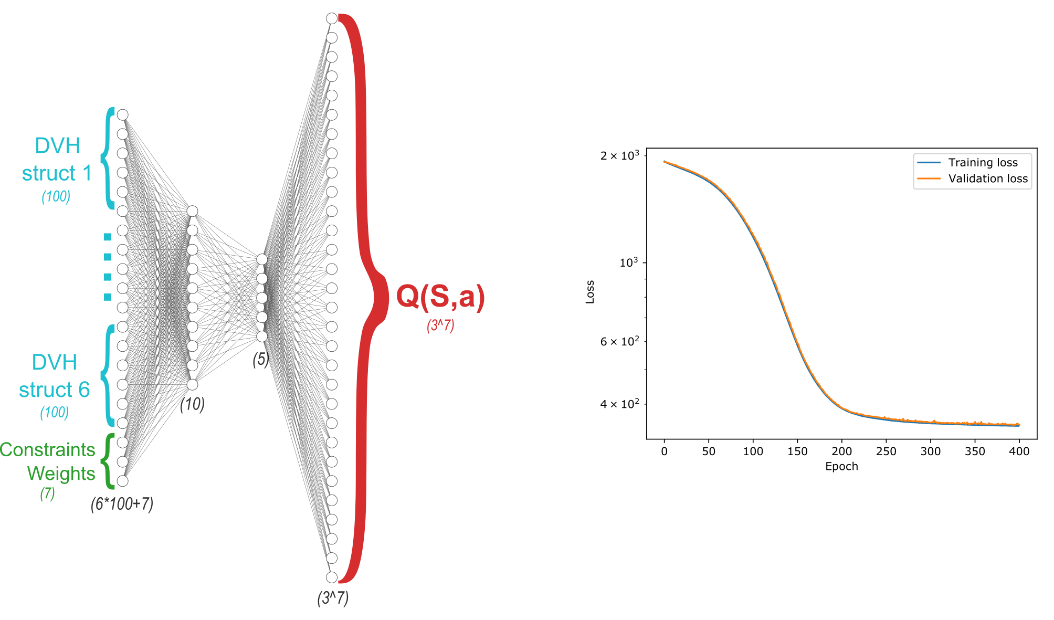 DVH
struct 1
(100)
DVH
struct 6
(100)
Constraints
Weights
(7)
(6*100+7)
(10)
(5)
(3^7)
Q(S,a)
(3^7)
2 × 10³
10³
6 × 10²
4 × 10²
Loss
Training loss
Validation loss
0 50 100 150 200 250 300 350 400
Epoch